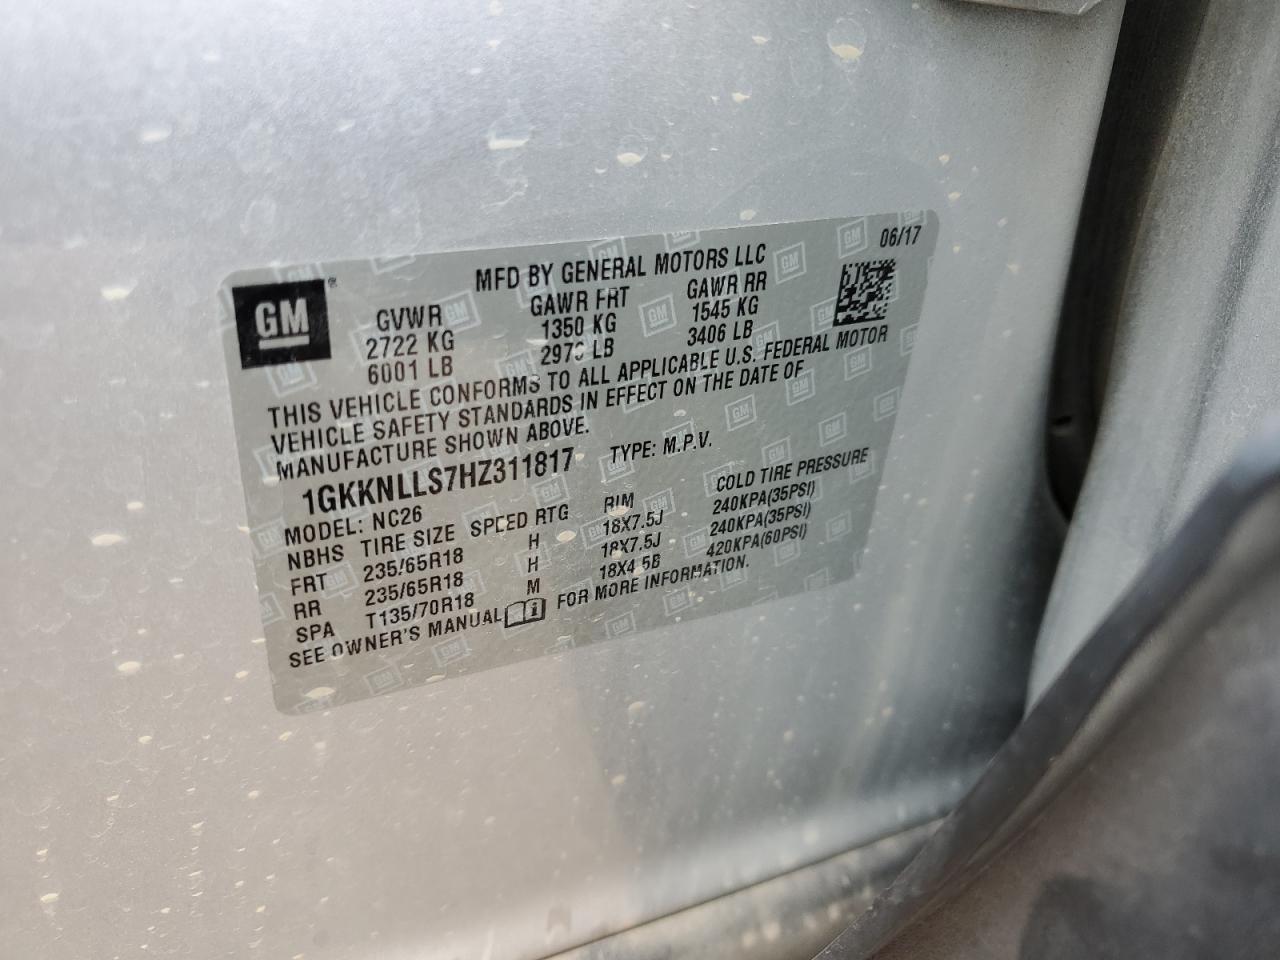 GM
MFD BY GENERAL MOTORS LLC
06/17
GVWR GAWR FRT GAWR RR
2722 KG 1350 KG 1545 KG
6001 LB 2976 LB 3406 LB
THIS VEHICLE CONFORMS TO ALL APPLICABLE U.S. FEDERAL MOTOR
VEHICLE SAFETY STANDARDS IN EFFECT ON THE DATE OF
MANUFACTURE SHOWN ABOVE.
1GKKNLLS7HZ311817 TYPE: M.P.V.
MODEL: NC26
NBHS TIRE SIZE SPEED RTG RIM COLD TIRE PRESSURE
FRT 235/65R18 H 18X7.5J 240KPA(35PSI)
RR 235/65R18 H 18X7.5J 240KPA(35PSI)
SPA T135/70R18 M 18X4.5B 420KPA(60PSI)
SEE OWNER'S MANUAL FOR MORE INFORMATION.